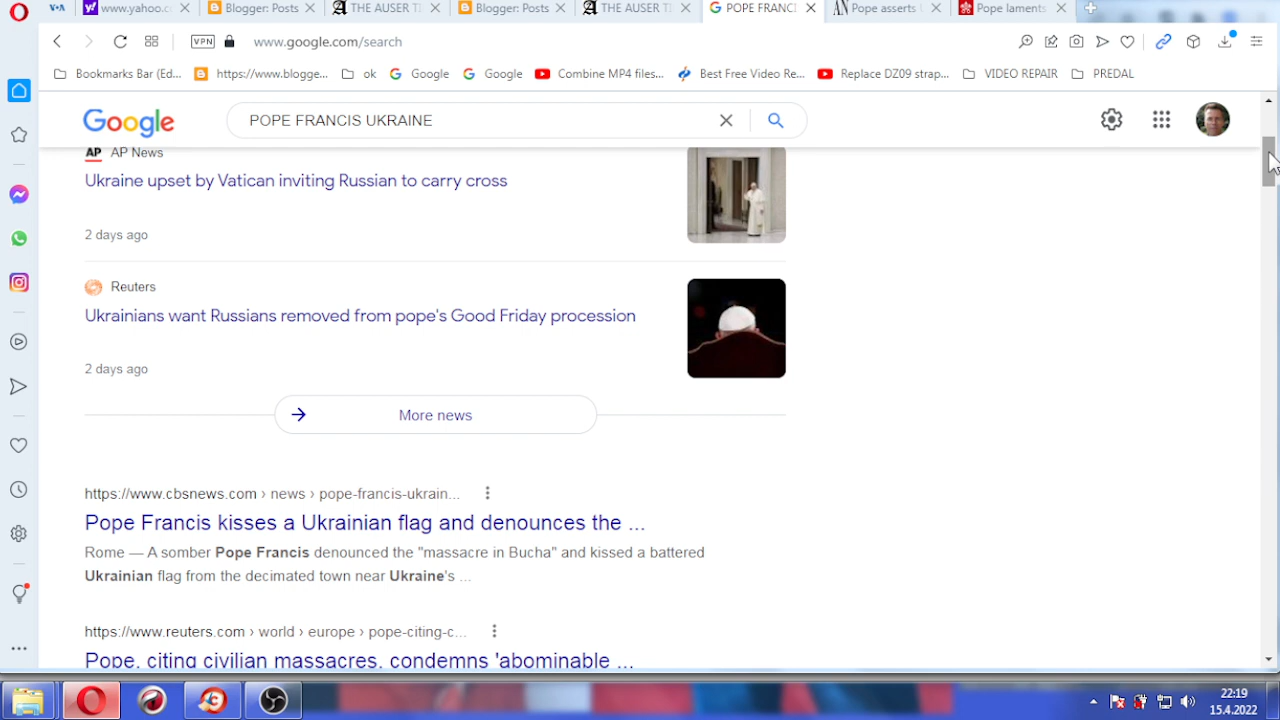 VOA
www.yahoo.c
Blogger: Posts
THE AUSER TI
Blogger: Posts
THE AUSER TI
POPE FRANCI
Pope asserts
Pope laments
VPN
www.google.com/search
Bookmarks Bar (Ed...
https://www.blogge...
ok
Google
Google
Combine MP4 files...
Best Free Video Re...
Replace DZ09 strap...
VIDEO REPAIR
PREDAL
Google
POPE FRANCIS UKRAINE
AP
AP News
Ukraine upset by Vatican inviting Russian to carry cross
2 days ago
Reuters
Ukrainians want Russians removed from pope's Good Friday procession
2 days ago
More news
https://www.cbsnews.com › news › pope-francis-ukrain...
Pope Francis kisses a Ukrainian flag and denounces the ...
Rome — A somber Pope Francis denounced the "massacre in Bucha" and kissed a battered
Ukrainian flag from the decimated town near Ukraine's ...
https://www.reuters.com › world › europe › pope-citing-c...
Pope, citing civilian massacres, condemns 'abominable ...
22:19
15.4.2022